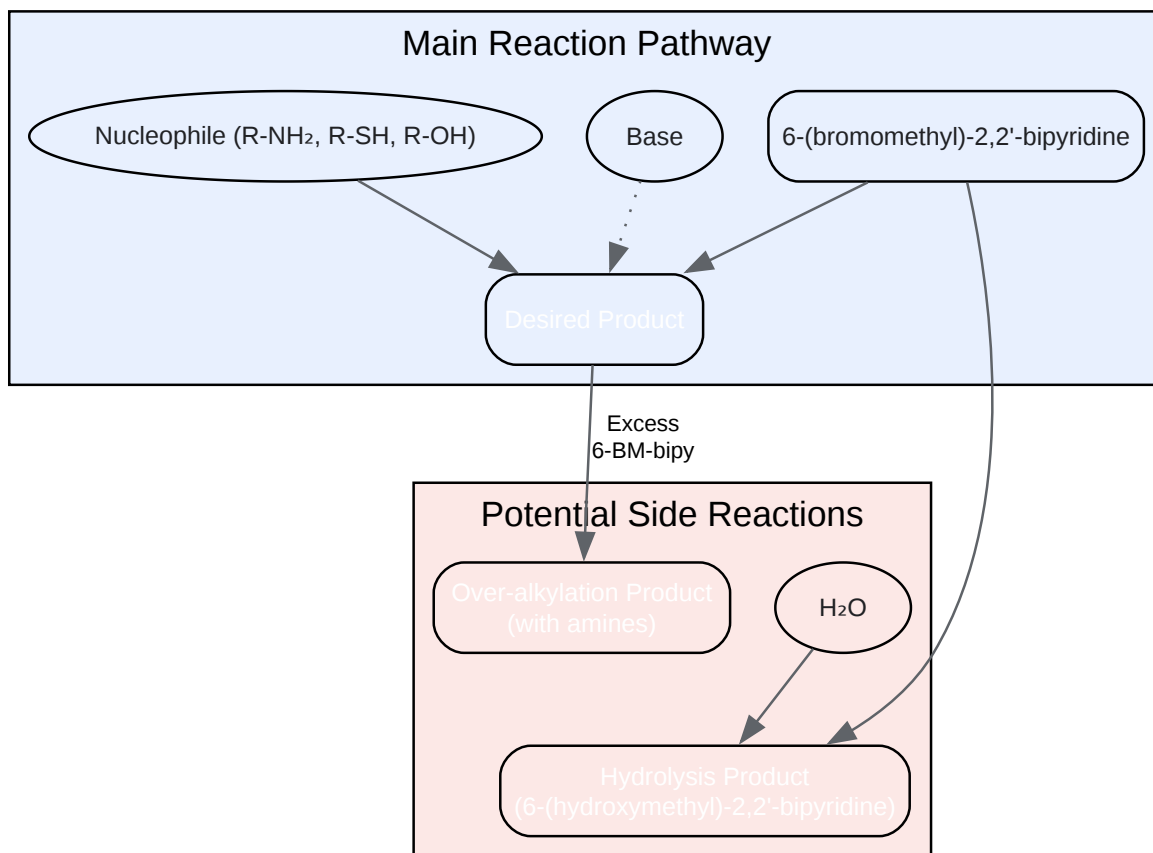 Main Reaction Pathway
Nucleophile (R-NH₂, R-SH, R-OH)
Base
6-(bromomethyl)-2,2'-bipyridine
Desired Product
Excess
6-BM-bipy
Potential Side Reactions
Over-alkylation Product
(with amines)
H₂O
Hydrolysis Product
(6-(hydroxymethyl)-2,2'-bipyridine)